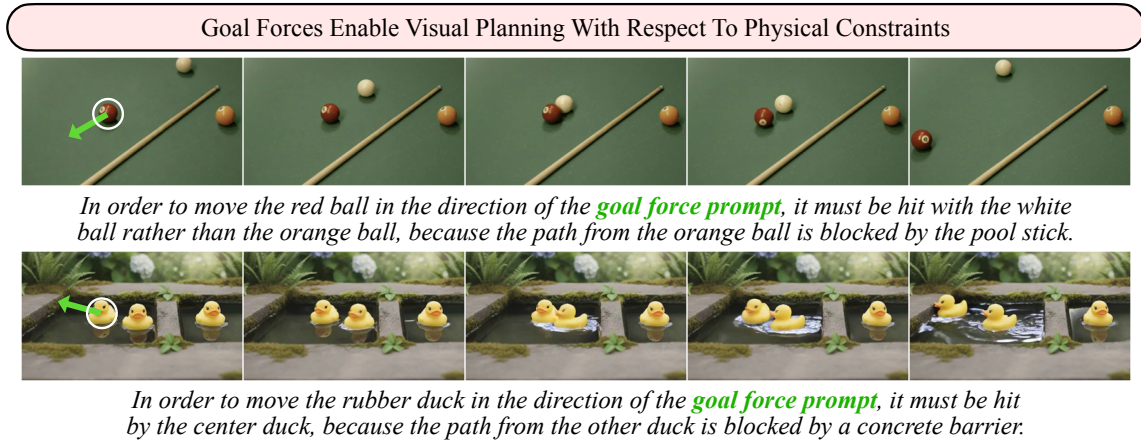 Goal Forces Enable Visual Planning With Respect To Physical Constraints
In order to move the red ball in the direction of the goal force prompt, it must be hit with the white
ball rather than the orange ball, because the path from the orange ball is blocked by the pool stick.
In order to move the rubber duck in the direction of the goal force prompt, it must be hit
by the center duck, because the path from the other duck is blocked by a concrete barrier.